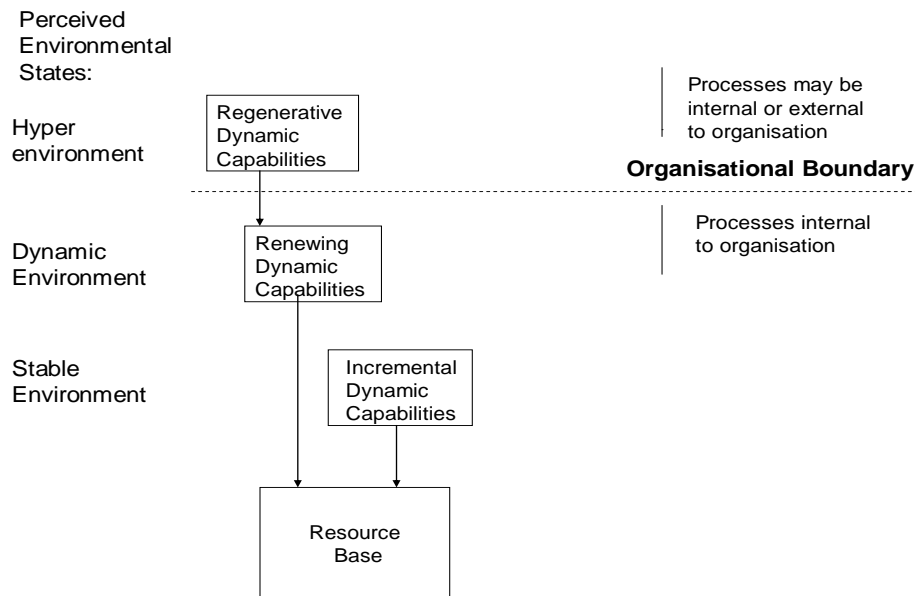 Perceived
Environmental
States:
Hyper
environment
Regenerative
Dynamic
Capabilities
Processes may be
internal or external
to organisation
Organisational Boundary
Processes internal
to organisation
Dynamic
Environment
Renewing
Dynamic
Capabilities
Stable
Environment
Incremental
Dynamic
Capabilities
Resource
Base